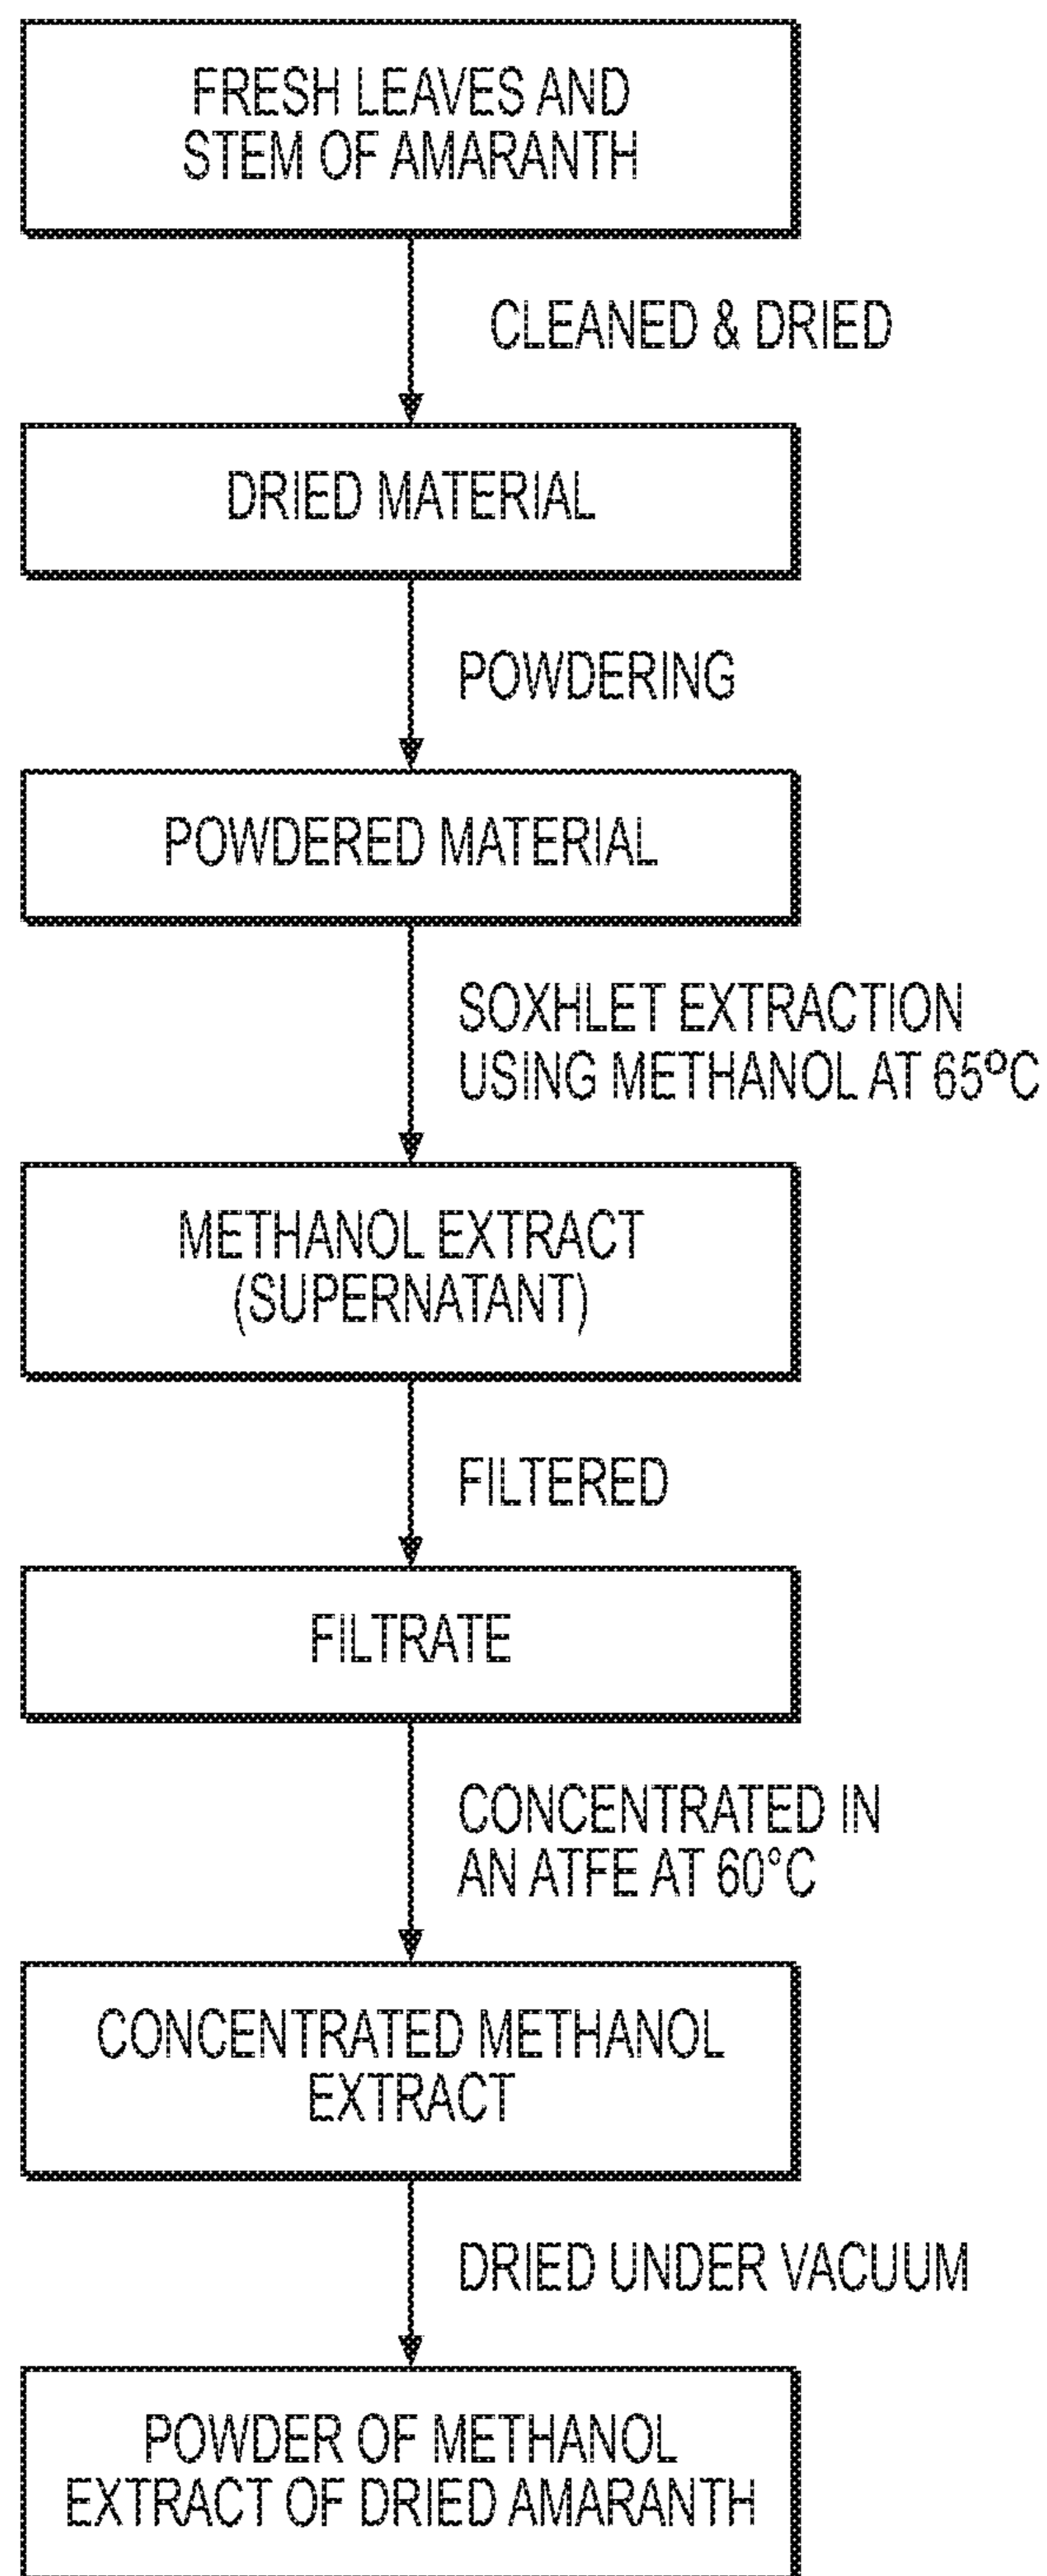 FRESH LEAVES AND
STEM OF AMARANTH
CLEANED & DRIED
DRIED MATERIAL
POWDERING
POWDERED MATERIAL
SOXHLET EXTRACTION
USING METHANOL AT 65ºC
METHANOL EXTRACT
(SUPERNATANT)
FILTERED
FILTRATE
CONCENTRATED IN
AN ATFE AT 60°C
CONCENTRATED METHANOL
EXTRACT
DRIED UNDER VACUUM
POWDER OF METHANOL
EXTRACT OF DRIED AMARANTH